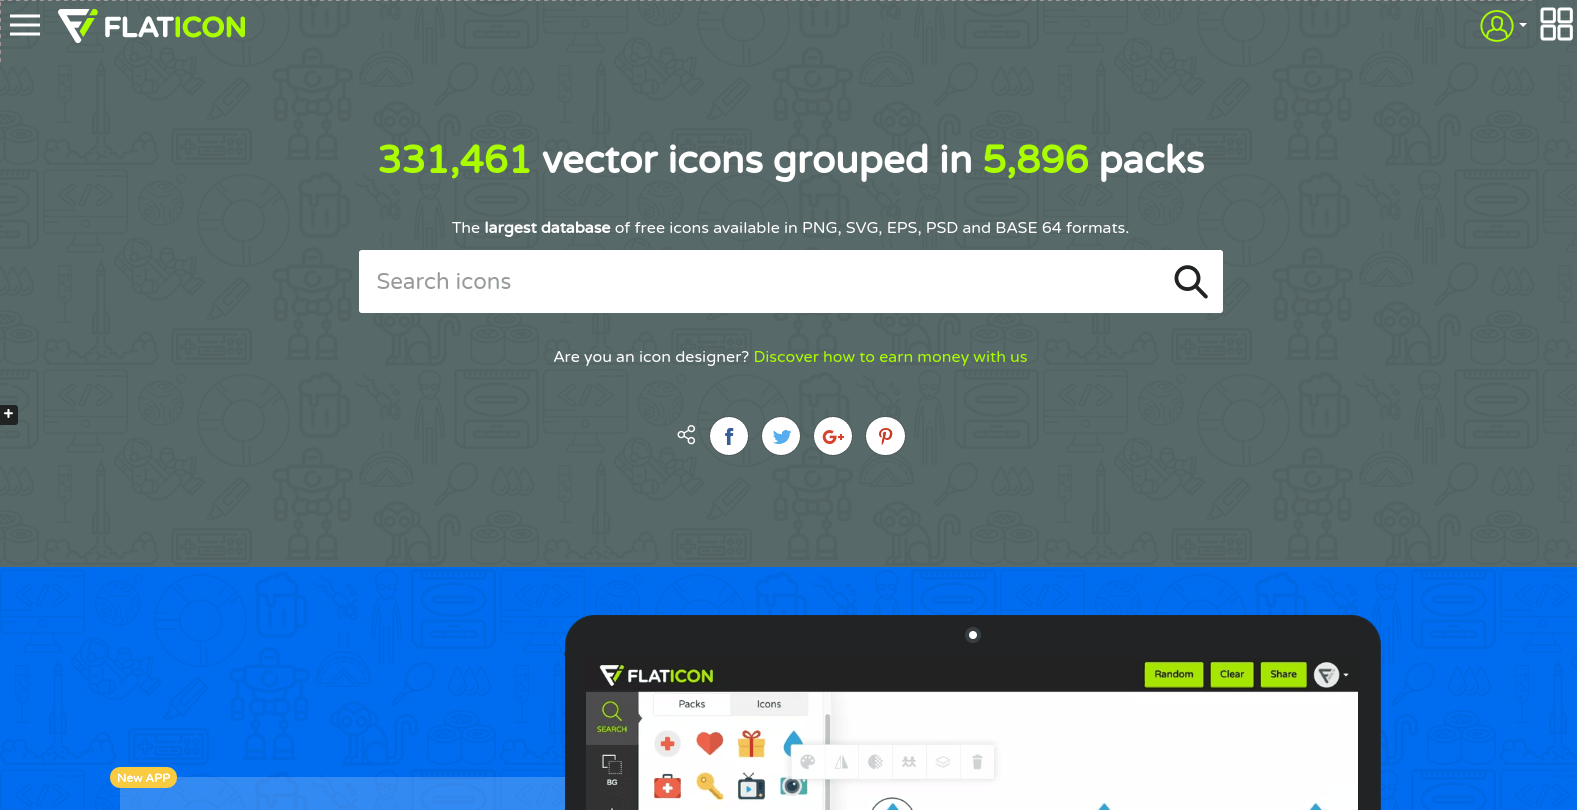 FLATICON
331,461 vector icons grouped in 5,896 packs
The largest database of free icons available in PNG, SVG, EPS, PSD and BASE 64 formats.
Search icons
Are you an icon designer? Discover how to earn money with us
+
f
G+
FLATICON
Random Clear Share
Packs Icons
SEARCH
BG
New APP